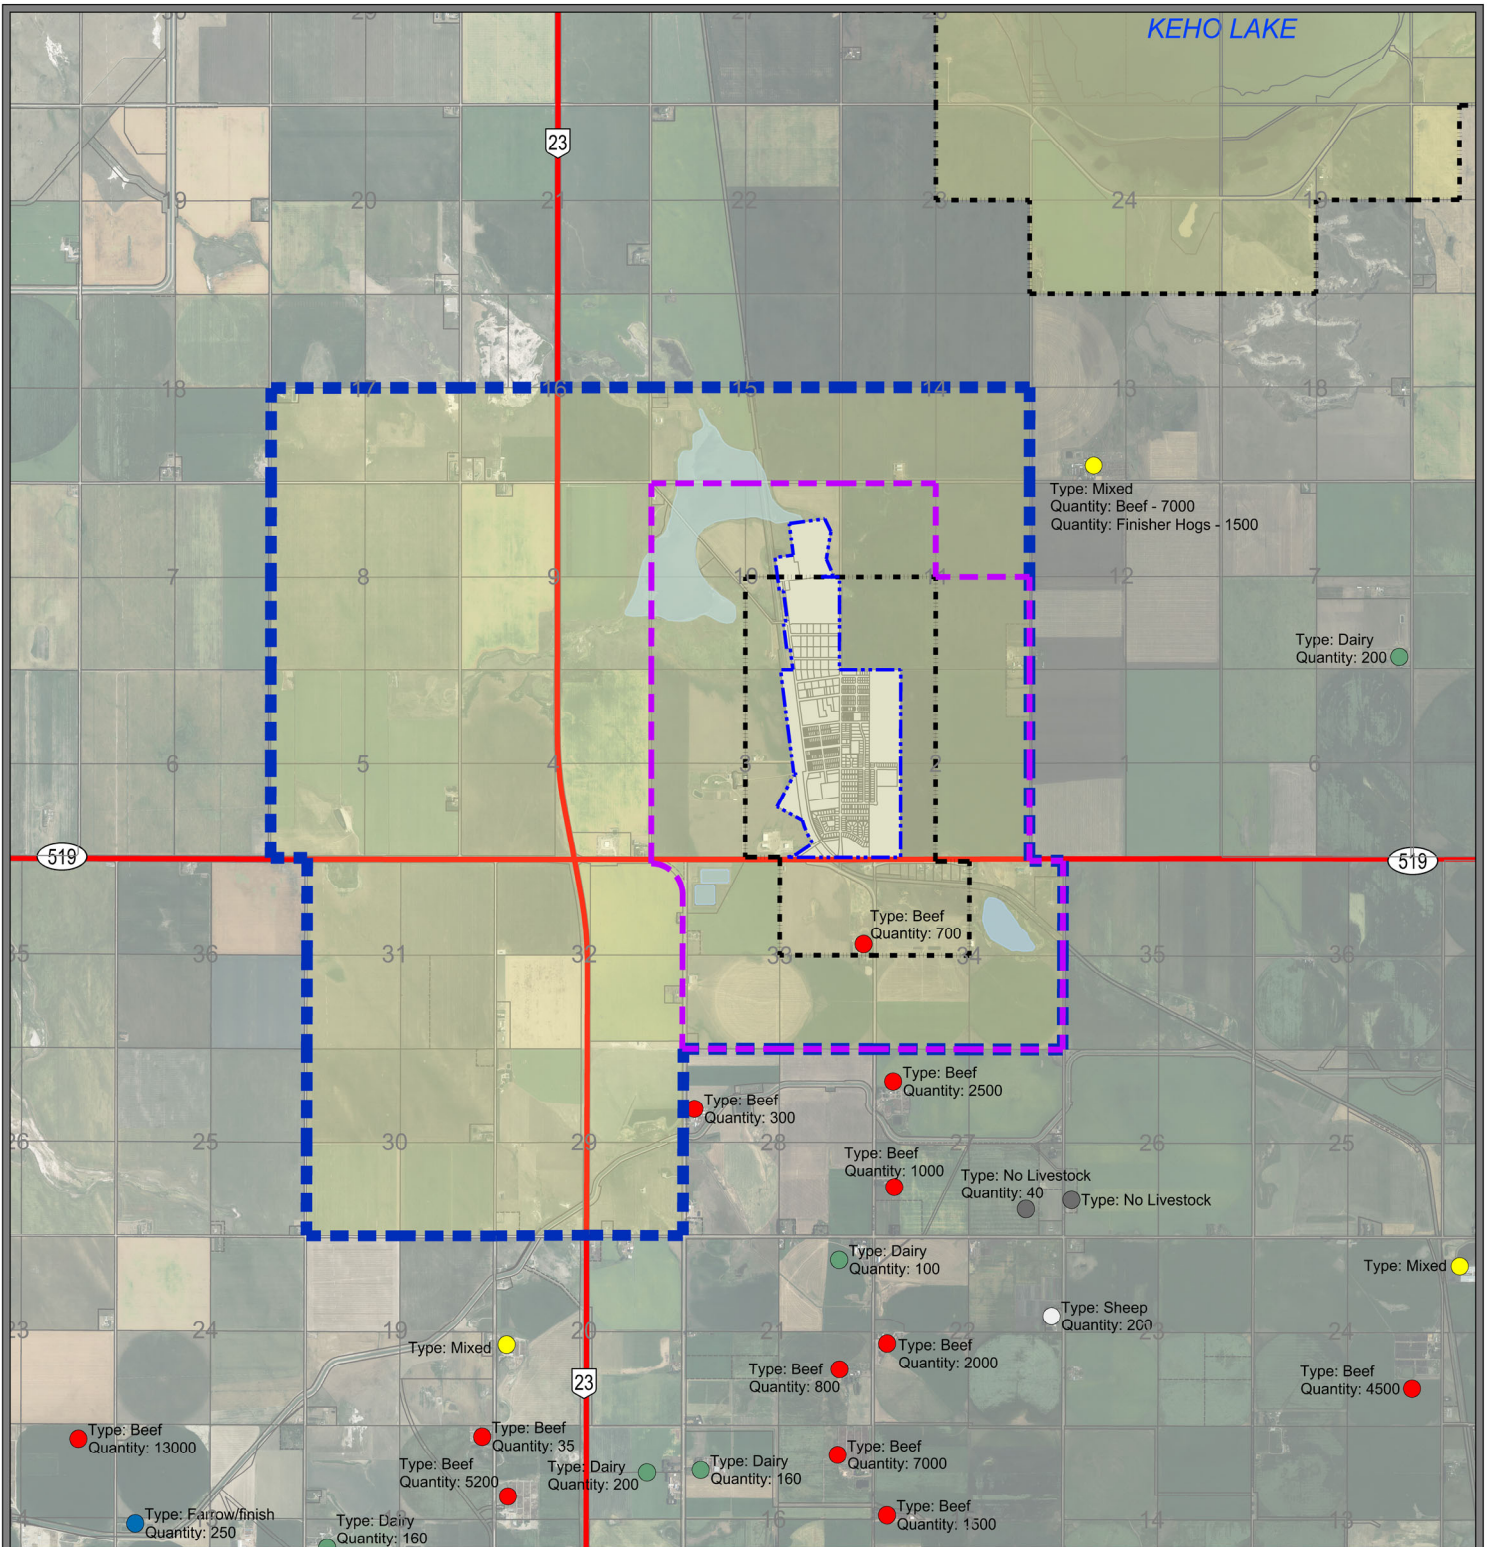 30
29
27
26
KEHO LAKE
23
19
20
21
22
23
24
19
18
17
16
15
14
13
18
Type: Mixed
Quantity: Beef - 7000
Quantity: Finisher Hogs - 1500
7
8
9
10
11
12
7
Type: Dairy
Quantity: 200
6
5
4
3
2
1
6
519
519
Type: Beef
Quantity: 700
35
36
31
32
33
34
35
36
Type: Beef
Quantity: 2500
Type: Beef
Quantity: 300
26
25
30
29
28
27
26
25
Type: Beef
Quantity: 1000
Type: No Livestock
Quantity: 40
Type: No Livestock
Type: Dairy
Quantity: 100
Type: Mixed
Type: Sheep
Quantity: 200
23
24
19
20
21
22
23
24
Type: Mixed
Type: Beef
Quantity: 2000
Type: Beef
Quantity: 800
23
Type: Beef
Quantity: 4500
Type: Beef
Quantity: 13000
Type: Beef
Quantity: 35
Type: Beef
Quantity: 5200
Type: Dairy
Quantity: 200
Type: Dairy
Quantity: 160
Type: Beef
Quantity: 7000
Type: Farrow/finish
Quantity: 250
Type: Dairy
Quantity: 160
16
Type: Beef
Quantity: 1500
14
13